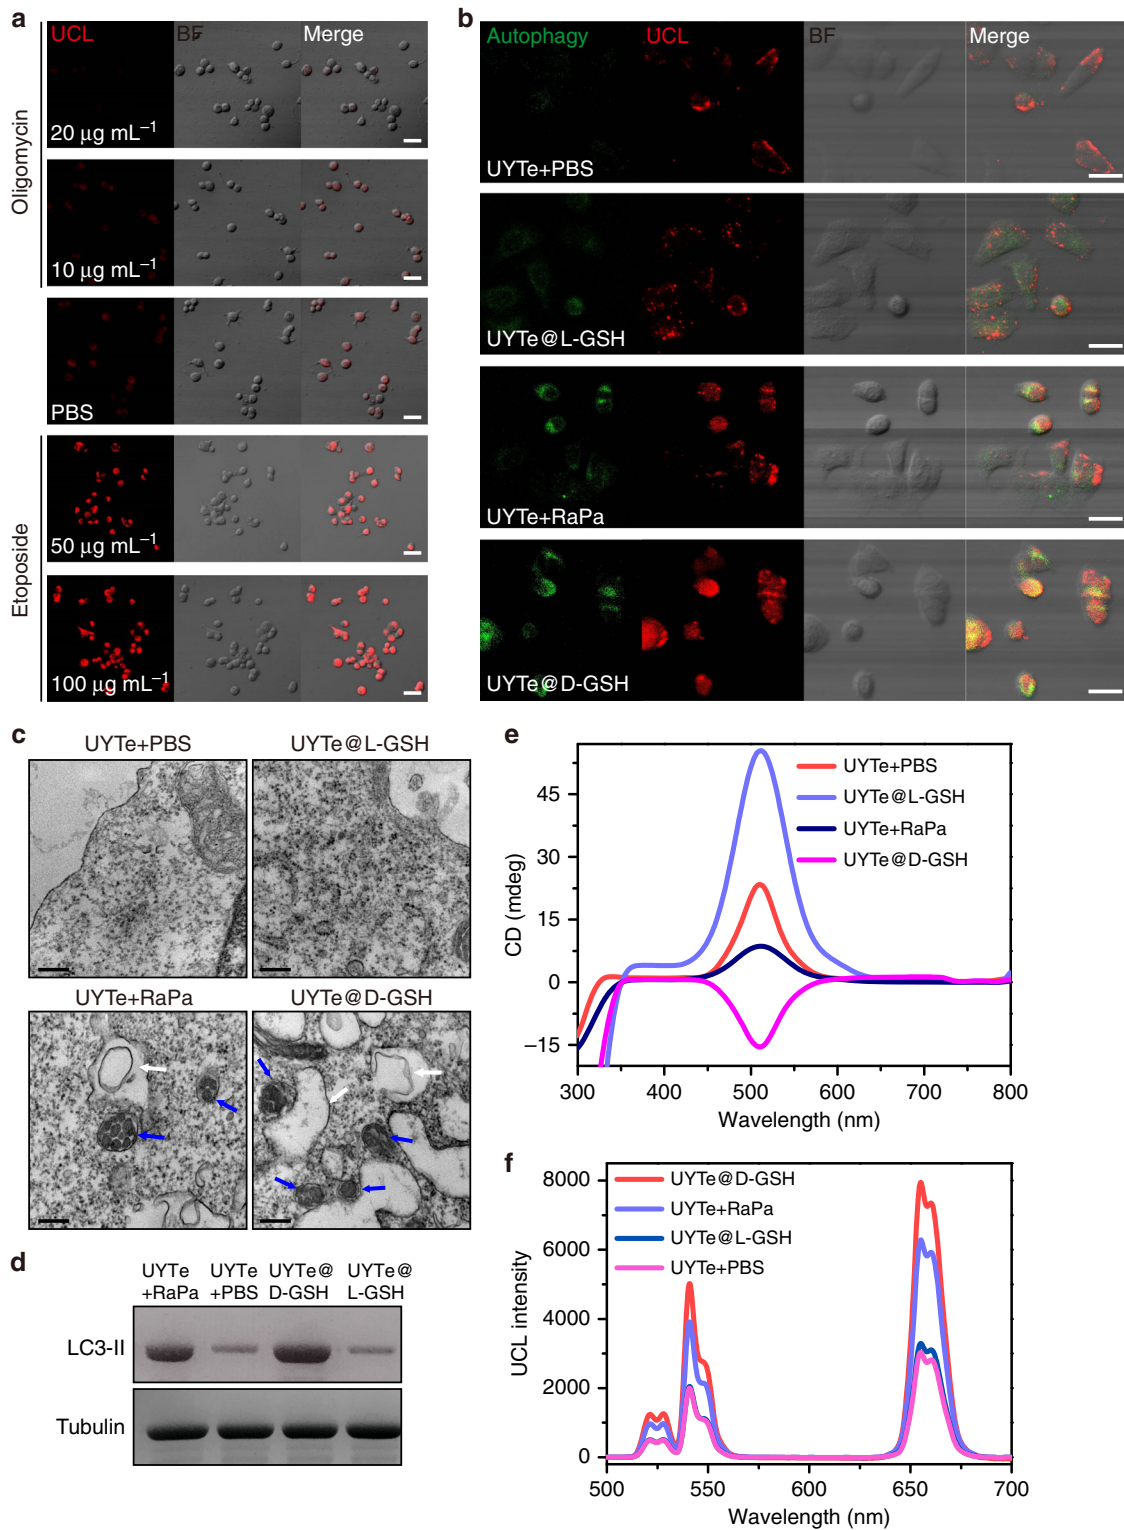 a
UCL BF Merge
Oligomycin
20 μg mL−1
10 μg mL−1
PBS
Etoposide
50 μg mL−1
100 μg mL−1
b
Autophagy UCL BF Merge
UYTe+PBS
UYTe@L-GSH
UYTe+RaPa
UYTe@D-GSH
c
UYTe+PBS UYTe@L-GSH
UYTe+RaPa UYTe@D-GSH
d
UYTe +RaPa UYTe +PBS UYTe@ D-GSH UYTe@ L-GSH
LC3-II
Tubulin
e
CD (mdeg)
45
30
15
0
−15
UYTe+PBS
UYTe@L-GSH
UYTe+RaPa
UYTe@D-GSH
300 400 500 600 700 800
Wavelength (nm)
f
UCL intensity
8000
6000
4000
2000
0
UYTe@D-GSH
UYTe+RaPa
UYTe@L-GSH
UYTe+PBS
500 550 600 650 700
Wavelength (nm)